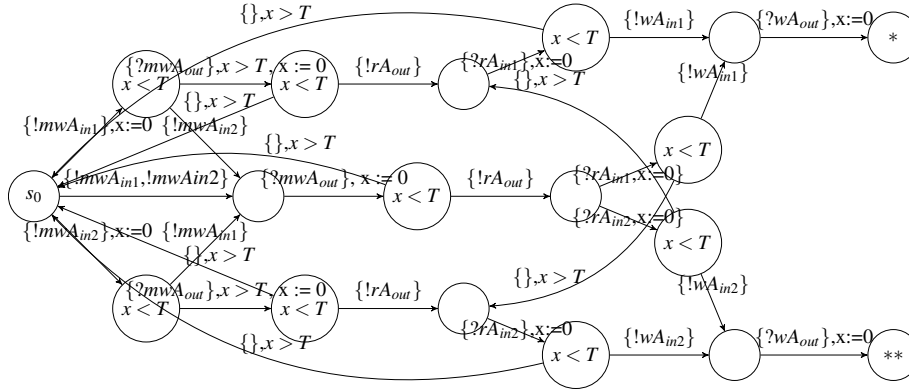 {}, x > T
{!wA_in1}
{?wA_out}, x:=0
x < T
*
{?mwA_out}, x > T, x := 0
{!rA_out}
{?rA_in1}, x:=0
x < T
x < T
{}, x > T
{}, x > T
{!wA_in1}
{!mwA_in1}, x:=0
{!mwA_in2}
{}, x > T
x < T
{!mwA_in1, !mwAin2}
{?mwA_out}, x := 0
{!rA_out}
{?rA_in1, x:=0}
s_0
x < T
{?rA_in2, x:=0}
{!mwA_in2}, x:=0
{!mwA_in1}
x < T
{}, x > T
{}, x > T
{!wA_in2}
{?mwA_out}, x > T, x := 0
{!rA_out}
x < T
x < T
{?rA_in2}, x:=0
{}, x > T
{!wA_in2}
{?wA_out}, x:=0
x < T
**